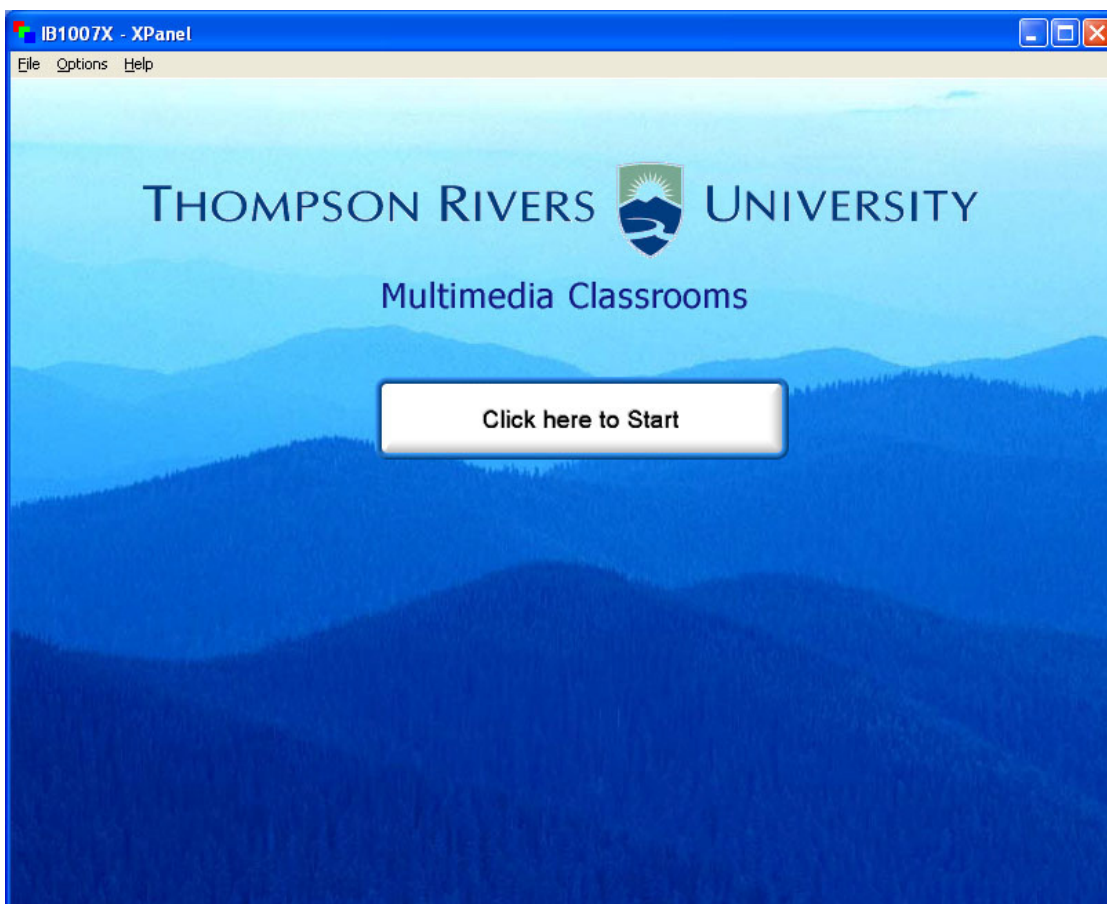 IB1007X - XPanel
File Options Help
THOMPSON RIVERS UNIVERSITY
Multimedia Classrooms
Click here to Start